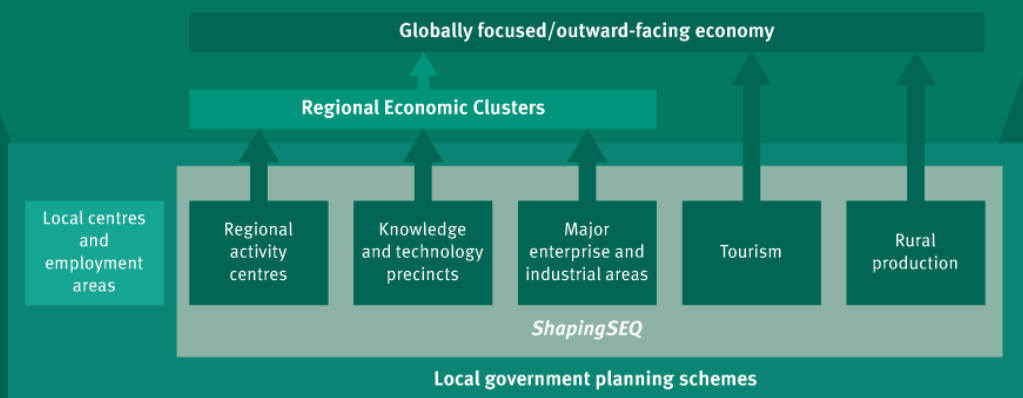 Globally focused/outward-facing economy
Regional Economic Clusters
Local centres
and
employment
areas
Regional
activity
centres
Knowledge
and technology
precincts
Major
enterprise and
industrial areas
Tourism
Rural
production
ShapingSEQ
Local government planning schemes